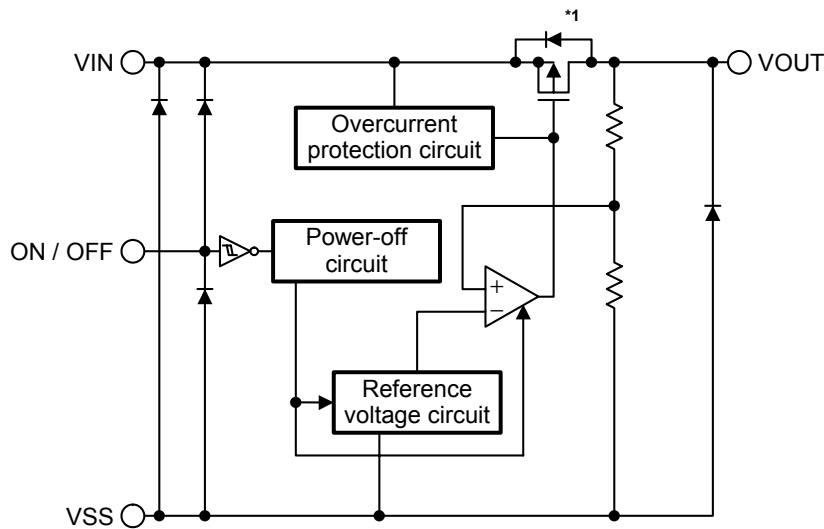 *1
VIN
VOUT
Overcurrent
protection circuit
ON / OFF
Power-off
circuit
+
−
Reference
voltage circuit
VSS